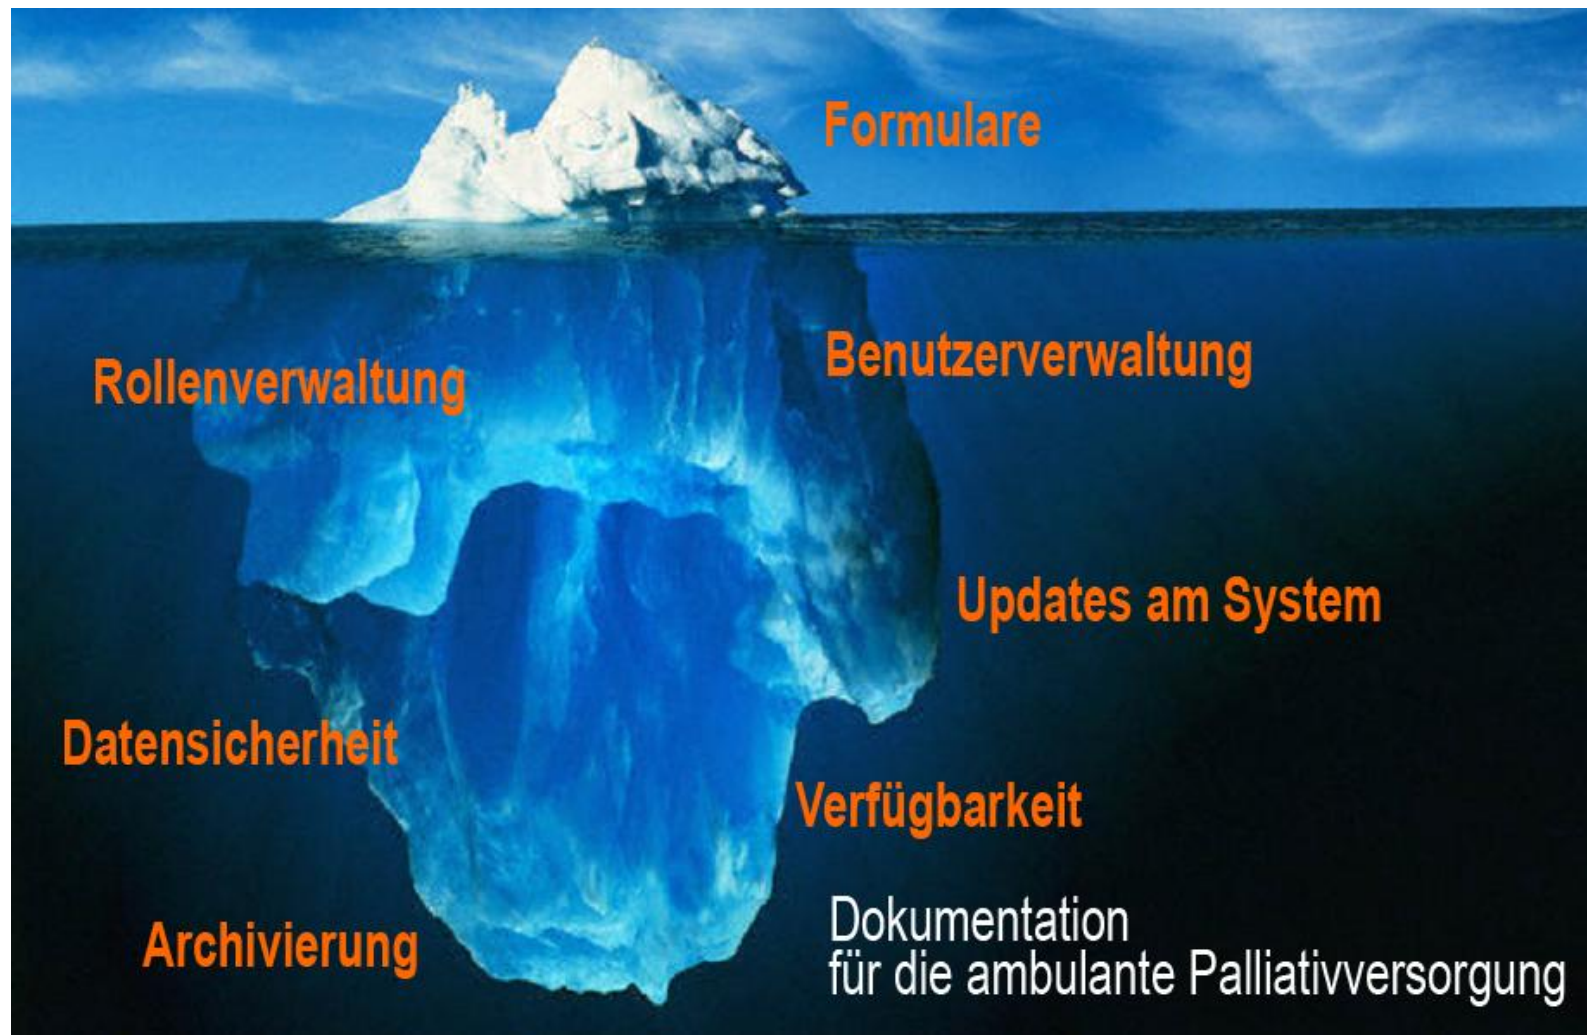 Formulare
Rollenverwaltung
Benutzerverwaltung
Updates am System
Datensicherheit
Verfügbarkeit
Archivierung
Dokumentation
für die ambulante Palliativversorgung